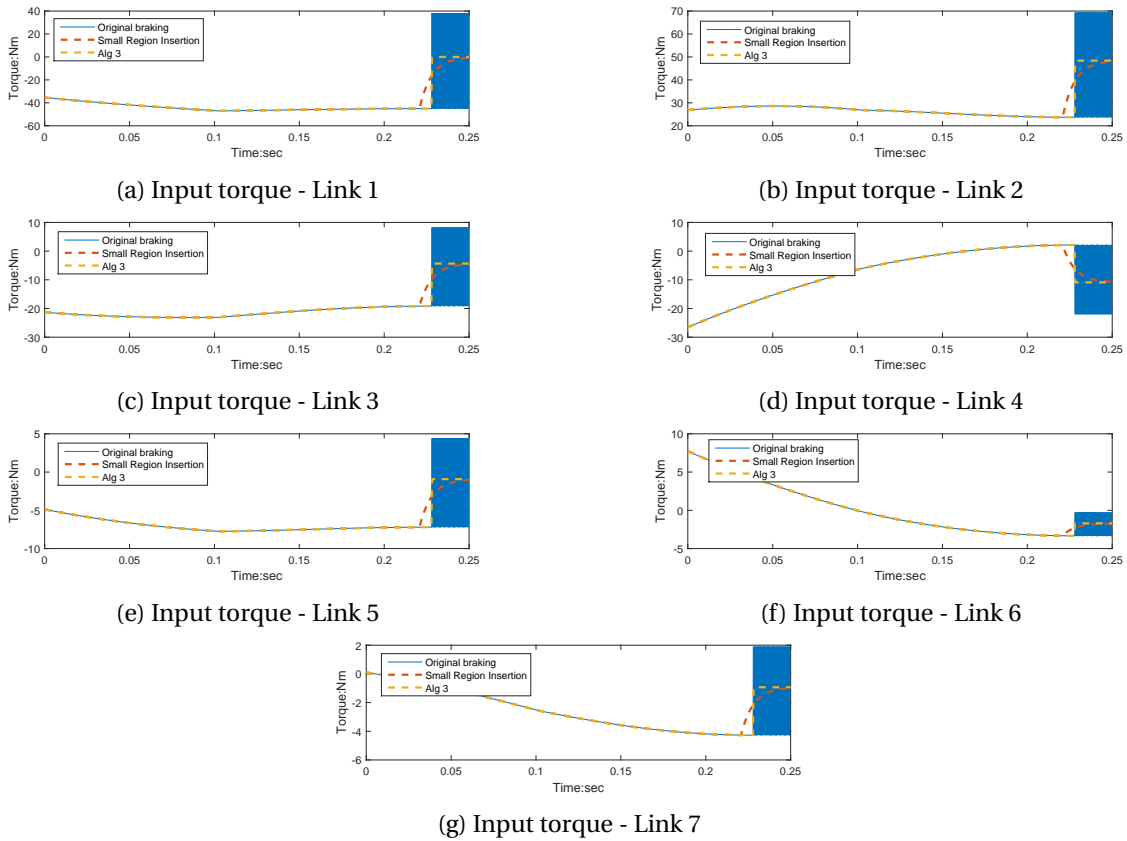 40
20
0
-20
-40
-60
Torque:Nm
Original braking
Small Region Insertion
Alg 3
0
0.05
0.1
0.15
0.2
0.25
Time:sec
(a) Input torque - Link 1
70
60
50
40
30
20
Torque:Nm
Original braking
Small Region Insertion
Alg 3
0
0.05
0.1
0.15
0.2
0.25
Time:sec
(b) Input torque - Link 2
10
0
-10
-20
-30
Torque:Nm
Original braking
Small Region Insertion
Alg 3
0
0.05
0.1
0.15
0.2
0.25
Time:sec
(c) Input torque - Link 3
10
0
-10
-20
-30
Torque:Nm
Original braking
Small Region Insertion
Alg 3
0
0.05
0.1
0.15
0.2
0.25
Time:sec
(d) Input torque - Link 4
5
0
-5
-10
Torque:Nm
Original braking
Small Region Insertion
Alg 3
0
0.05
0.1
0.15
0.2
0.25
Time:sec
(e) Input torque - Link 5
10
5
0
-5
Torque:Nm
Original braking
Small Region Insertion
Alg 3
0
0.05
0.1
0.15
0.2
0.25
Time:sec
(f) Input torque - Link 6
2
0
-2
-4
-6
Torque:Nm
Original braking
Small Region Insertion
Alg 3
0
0.05
0.1
0.15
0.2
0.25
Time:sec
(g) Input torque - Link 7